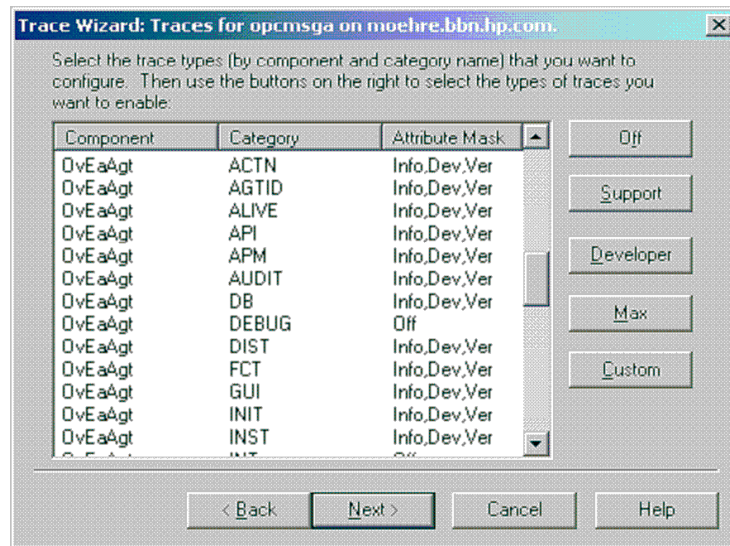 Trace Wizard: Traces for opcmsga on moehre.bbn.hp.com.
Select the trace types (by component and category name) that you want to
configure. Then use the buttons on the right to select the types of traces you
want to enable:
Component Category Attribute Mask
OvEaAgt ACTN Info,Dev,Ver
OvEaAgt AGTID Info,Dev,Ver
OvEaAgt ALIVE Info,Dev,Ver
OvEaAgt API Info,Dev,Ver
OvEaAgt APM Info,Dev,Ver
OvEaAgt AUDIT Info,Dev,Ver
OvEaAgt DB Info,Dev,Ver
OvEaAgt DEBUG Off
OvEaAgt DIST Info,Dev,Ver
OvEaAgt FCT Info,Dev,Ver
OvEaAgt GUI Info,Dev,Ver
OvEaAgt INIT Info,Dev,Ver
OvEaAgt INST Info,Dev,Ver
Off
Support
Developer
Max
Custom
< Back Next > Cancel Help